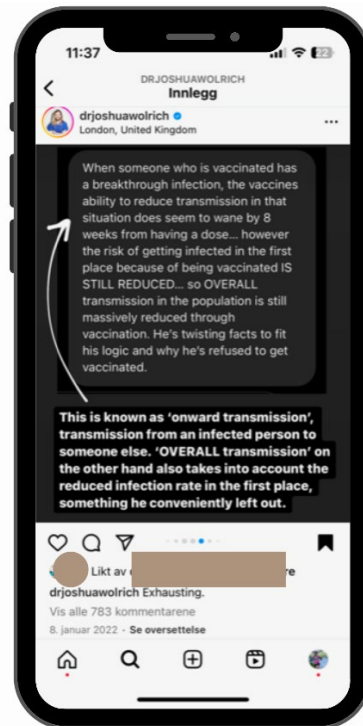 11:37
22
DRJOSHUAWOLRICH
Innlegg
drjoshuawolrich
London, United Kingdom
When someone who is vaccinated has
a breakthrough infection, the vaccines
ability to reduce transmission in that
situation does seem to wane by 8
weeks from having a dose... however
the risk of getting infected in the first
place because of being vaccinated IS
STILL REDUCED... so OVERALL
transmission in the population is still
massively reduced through
vaccination. He's twisting facts to fit
his logic and why he's refused to get
vaccinated.
This is known as 'onward transmission',
transmission from an infected person to
someone else. 'OVERALL transmission' on
the other hand also takes into account the
reduced infection rate in the first place,
something he conveniently left out.
Likt av
re
drjoshuawolrich Exhausting.
Vis alle 783 kommentarene
8. januar 2022 · Se oversettelse